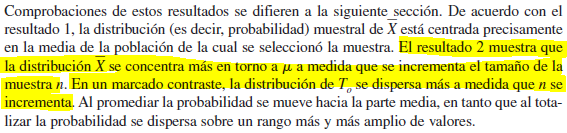 Comprobaciones de estos resultados se difieren a la siguiente sección. De acuerdo con el
resultado 1, la distribución (es decir, probabilidad) muestral de X̅ está centrada precisamente
en la media de la población de la cual se seleccionó la muestra. El resultado 2 muestra que
la distribución X̅ se concentra más en torno a μ a medida que se incrementa el tamaño de la
muestra n. En un marcado contraste, la distribución de Tₒ se dispersa más a medida que n se
incrementa. Al promediar la probabilidad se mueve hacia la parte media, en tanto que al tota-
lizar la probabilidad se dispersa sobre un rango más y más amplio de valores.